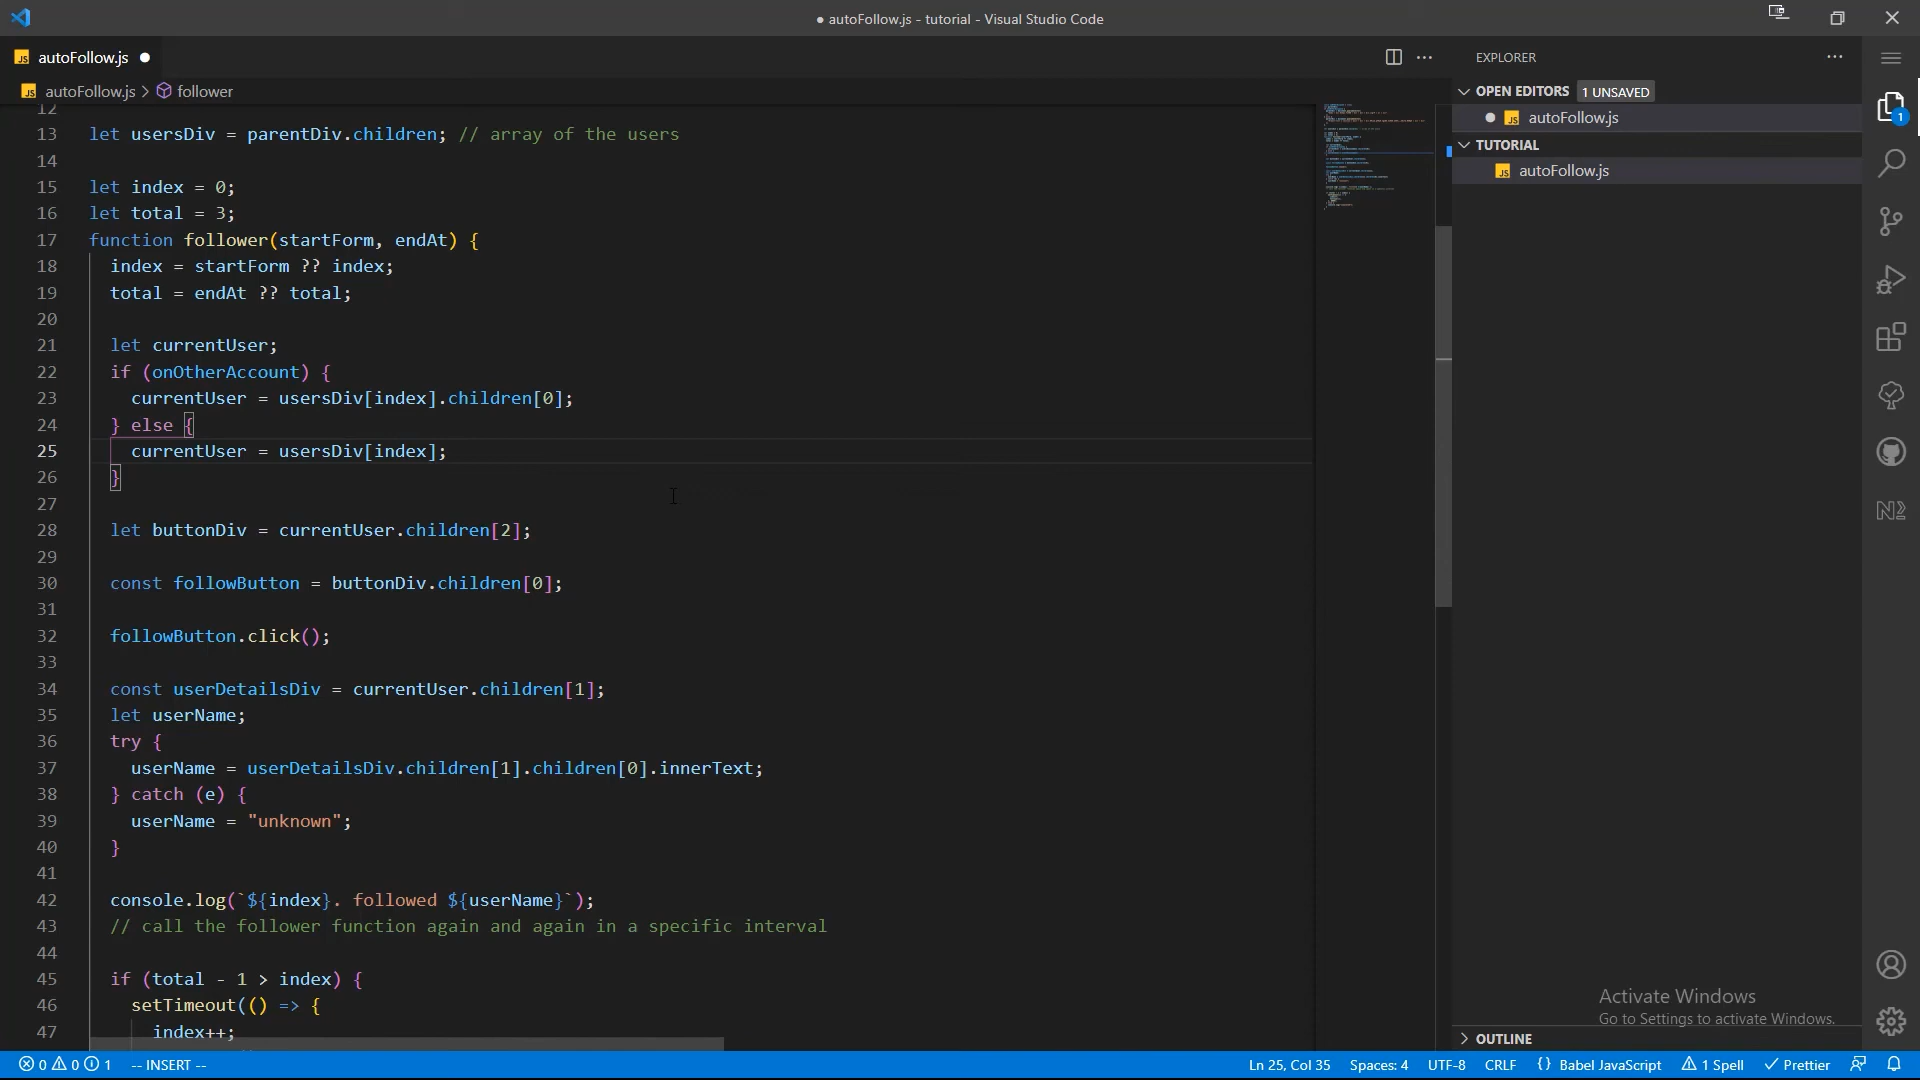 ● autoFollow.js - tutorial - Visual Studio Code
JS autoFollow.js
JS autoFollow.js > follower
12
13 let usersDiv = parentDiv.children; // array of the users
14
15 let index = 0;
16 let total = 3;
17 function follower(startForm, endAt) {
18 index = startForm ?? index;
19 total = endAt ?? total;
20
21 let currentUser;
22 if (onOtherAccount) {
23 currentUser = usersDiv[index].children[0];
24 } else {
25 currentUser = usersDiv[index];
26 }
27
28 let buttonDiv = currentUser.children[2];
29
30 const followButton = buttonDiv.children[0];
31
32 followButton.click();
33
34 const userDetailsDiv = currentUser.children[1];
35 let userName;
36 try {
37 userName = userDetailsDiv.children[1].children[0].innerText;
38 } catch (e) {
39 userName = "unknown";
40 }
41
42 console.log(`${index}. followed ${userName}`);
43 // call the follower function again and again in a specific interval
44
45 if (total - 1 > index) {
46 setTimeout(() => {
47 index++;
EXPLORER
OPEN EDITORS 1 UNSAVED
● JS autoFollow.js
TUTORIAL
JS autoFollow.js
1
Activate Windows
Go to Settings to activate Windows.
OUTLINE
0 0 1 -- INSERT -- Ln 25, Col 35 Spaces: 4 UTF-8 CRLF {} Babel JavaScript 1 Spell Prettier